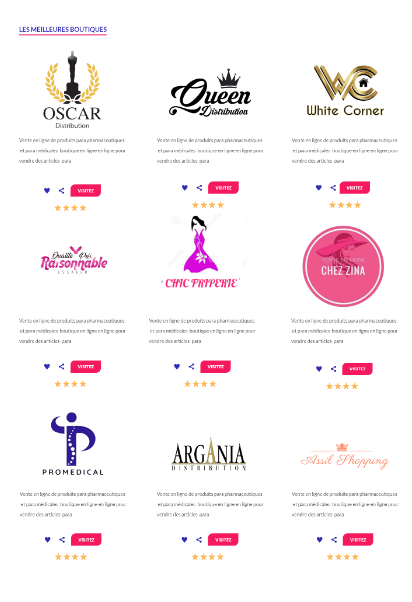 LES MEILLEURES BOUTIQUES
OSCAR
Distribution
Queen
Distribution
WC
White Corner
Vente en ligne de produits para pharmaceutiques
et para médicales boutique en ligne en ligne pour
vendre des articles para
Vente en ligne de produits para pharmaceutiques
et para médicales boutique en ligne en ligne pour
vendre des articles para
Vente en ligne de produits para pharmaceutiques
et para médicales boutique en ligne en ligne pour
vendre des articles para
VISITEZ
VISITEZ
VISITEZ
Qualité Prix
Raisonnable
CHIC FRIPERIE
CHEZ ZINA
Vente en ligne de produits para pharmaceutiques
et para médicales boutique en ligne en ligne pour
vendre des articles para
Vente en ligne de produits para pharmaceutiques
et para médicales boutique en ligne en ligne pour
vendre des articles para
Vente en ligne de produits para pharmaceutiques
et para médicales boutique en ligne en ligne pour
vendre des articles para
VISITEZ
VISITEZ
VISITEZ
PROMEDICAL
ARGANIA
DISTRIBUTION
Assil Shopping
Vente en ligne de produits para pharmaceutiques
et para médicales boutique en ligne en ligne pour
vendre des articles para
Vente en ligne de produits para pharmaceutiques
et para médicales boutique en ligne en ligne pour
vendre des articles para
Vente en ligne de produits para pharmaceutiques
et para médicales boutique en ligne en ligne pour
vendre des articles para
VISITEZ
VISITEZ
VISITEZ